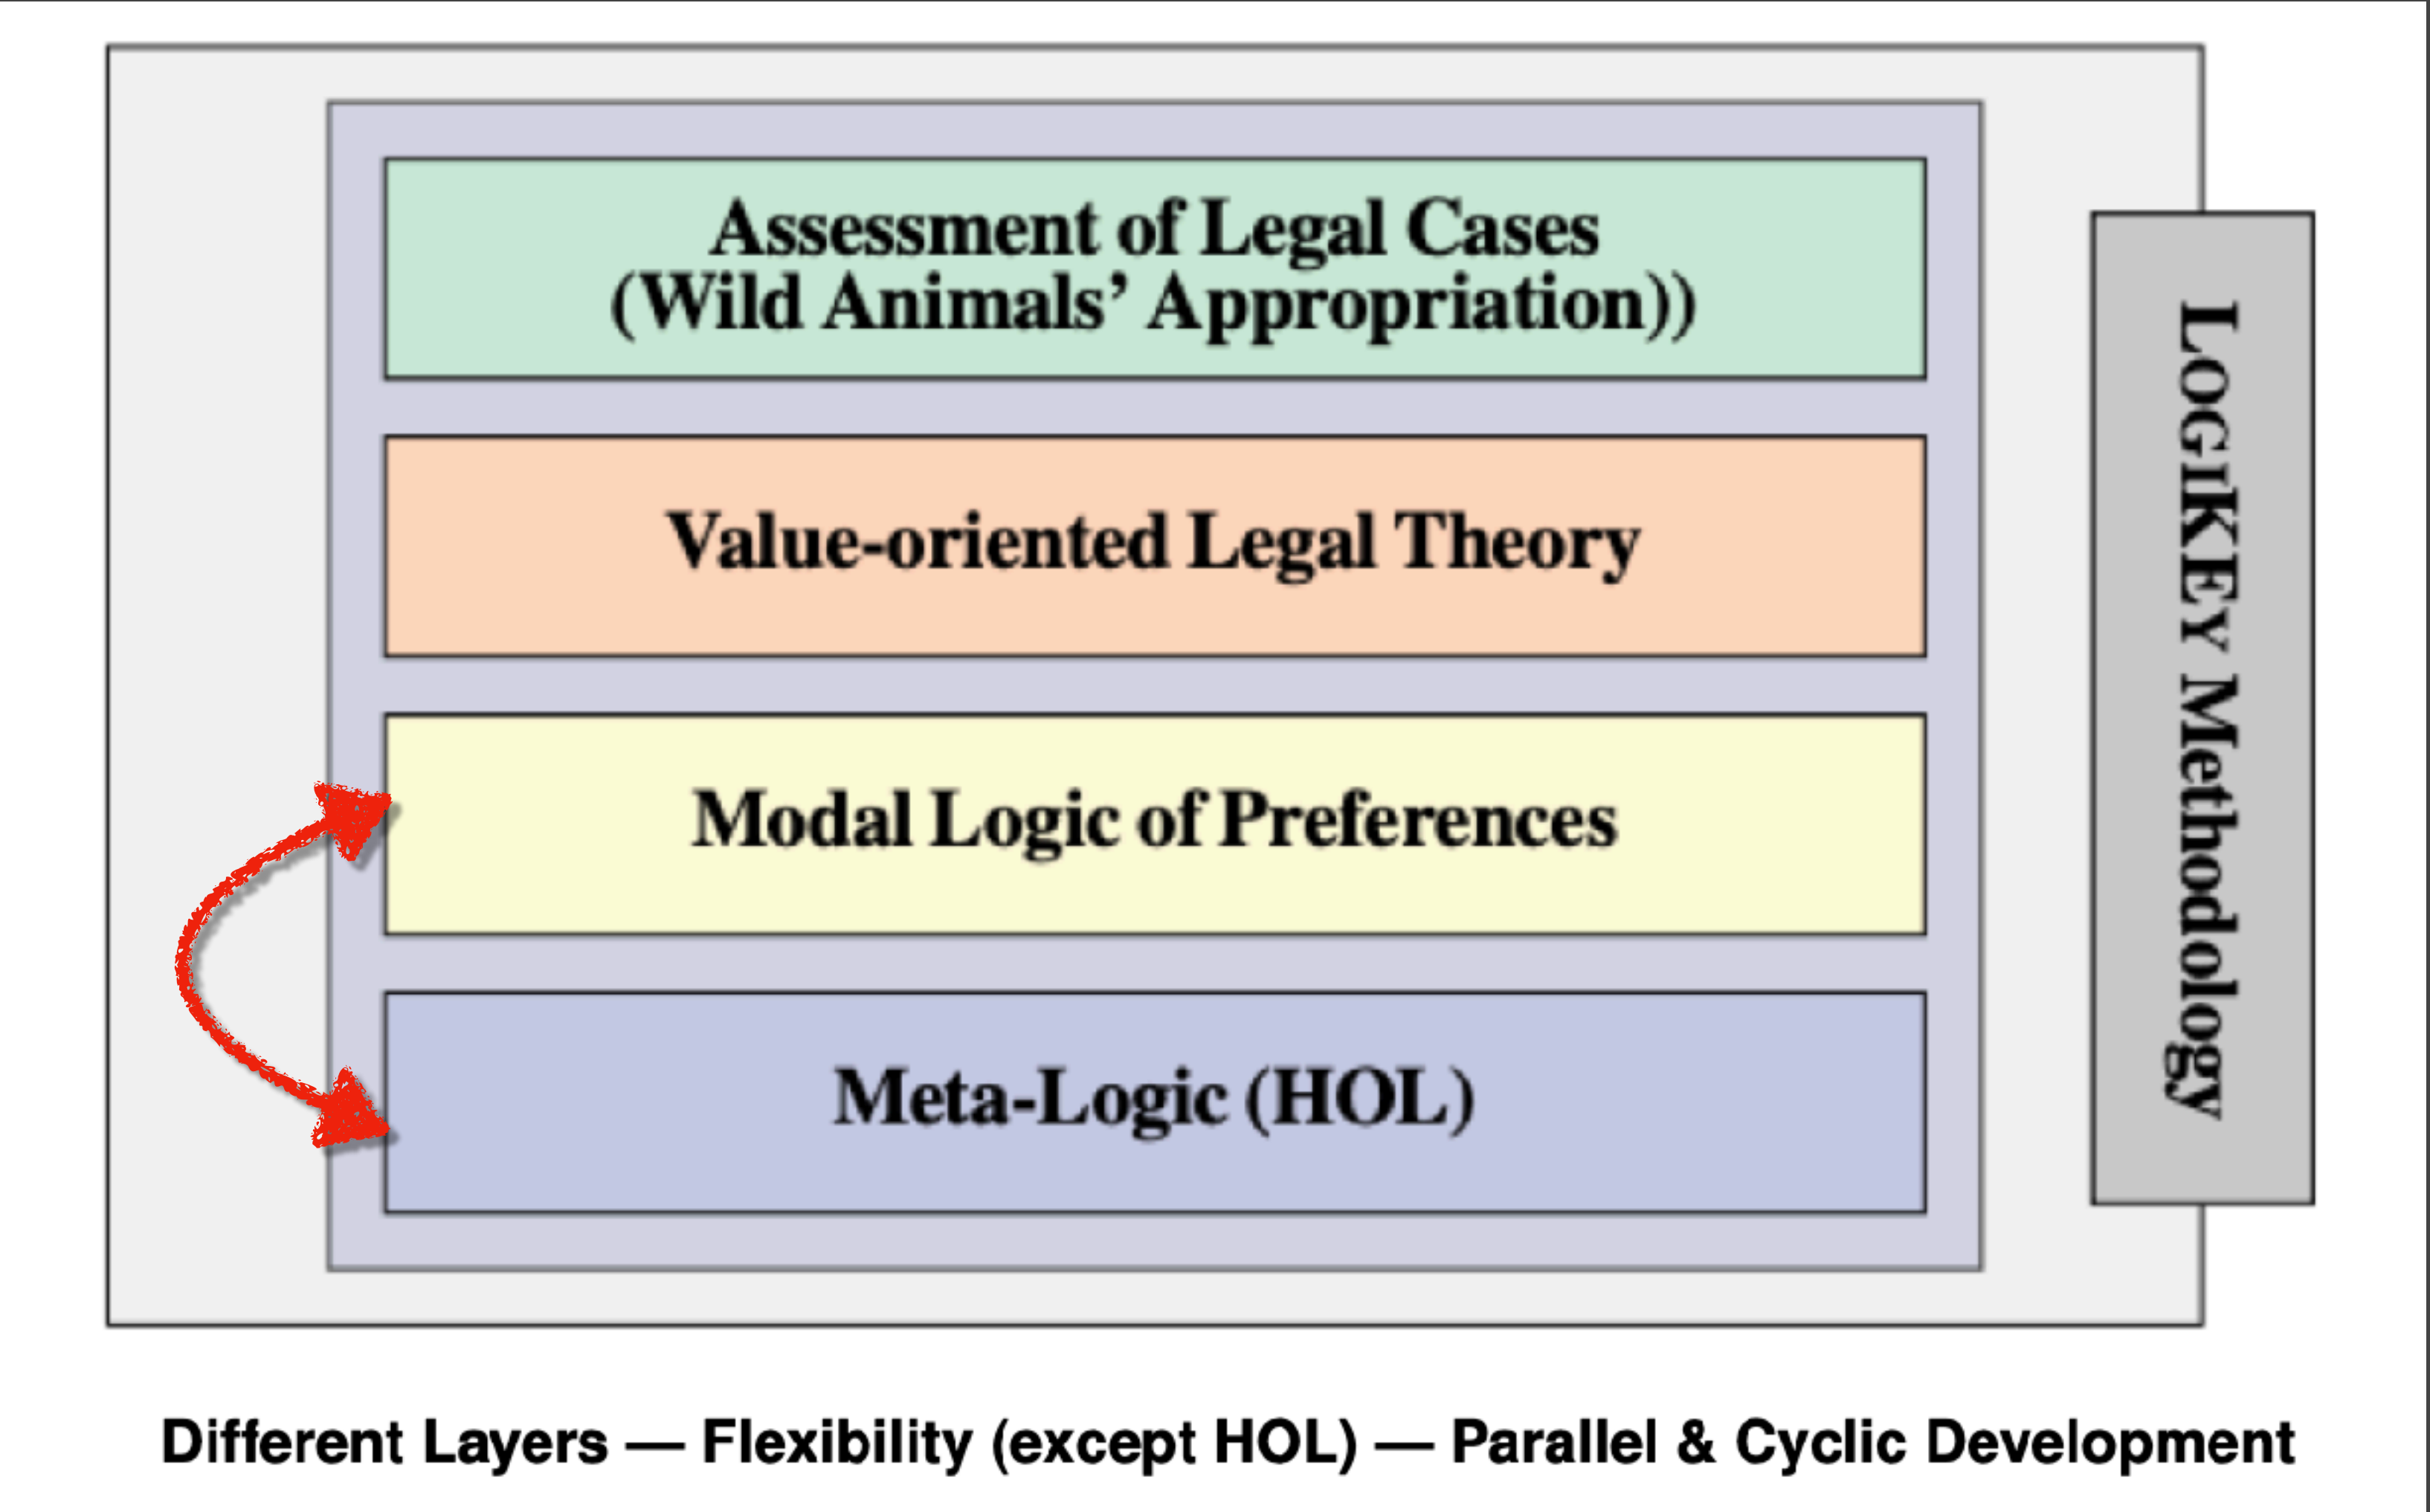 Assessment of Legal Cases
(Wild Animals’ Appropriation))
Value-oriented Legal Theory
Modal Logic of Preferences
Meta-Logic (HOL)
LOGIKEY Methodology
Different Layers — Flexibility (except HOL) — Parallel & Cyclic Development